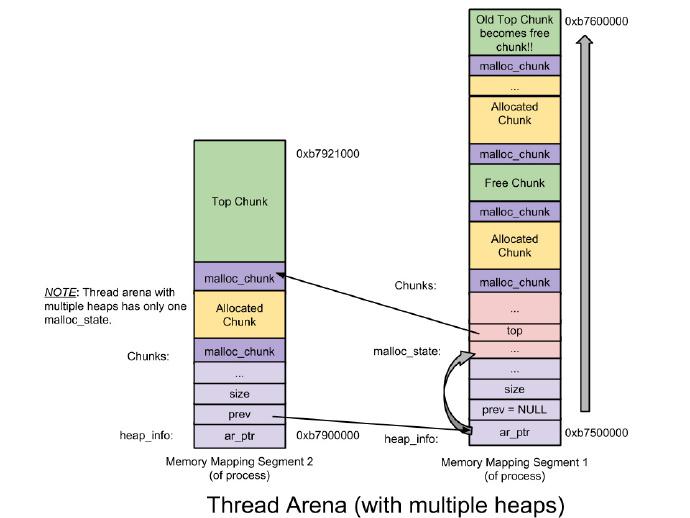 Old Top Chunk
becomes free
chunk!!
0xb7600000
malloc_chunk
...
Allocated
Chunk
malloc_chunk
Free Chunk
malloc_chunk
Allocated
Chunk
Chunks:
malloc_chunk
...
top
malloc_state:
...
...
size
prev = NULL
heap_info:
ar_ptr
0xb7500000
Memory Mapping Segment 1
(of process)
0xb7921000
Top Chunk
malloc_chunk
NOTE: Thread arena with
multiple heaps has only one
malloc_state.
Allocated
Chunk
Chunks:
malloc_chunk
...
size
prev
heap_info:
ar_ptr
0xb7900000
Memory Mapping Segment 2
(of process)
Thread Arena (with multiple heaps)